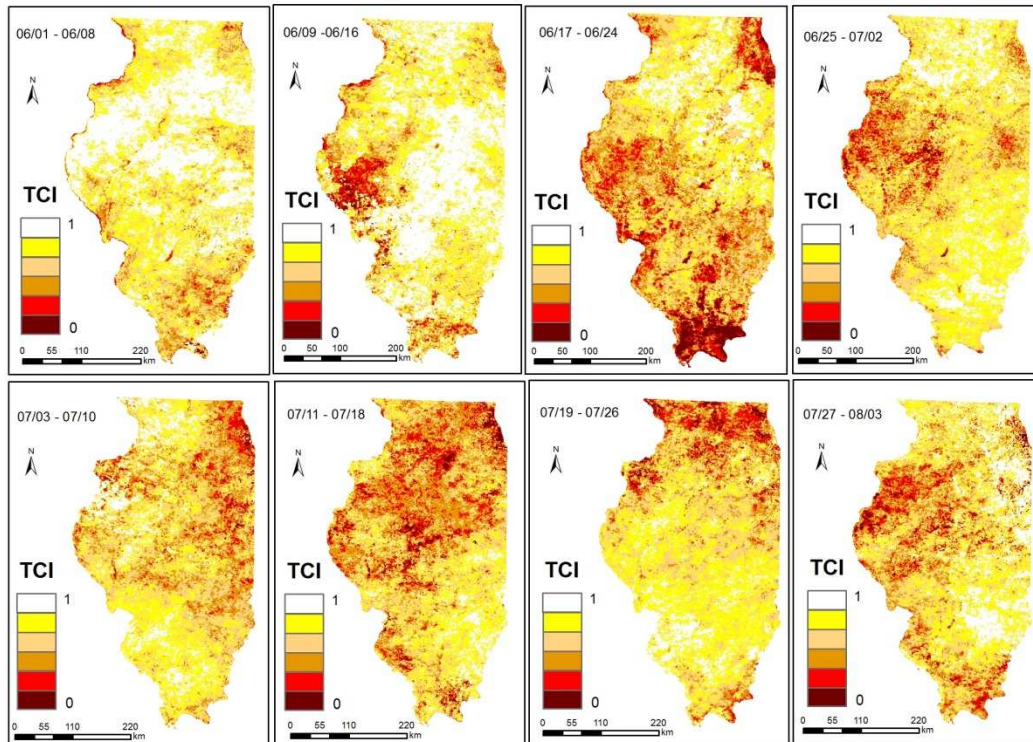 06/01 - 06/08
N
TCI
1
0
0 55 110 220
km
06/09 -06/16
N
TCI
1
0
0 50 100 200
km
06/17 - 06/24
N
TCI
1
0
0 50 100 200
km
06/25 - 07/02
N
TCI
1
0
0 50 100 200
km
07/03 - 07/10
N
TCI
1
0
0 55 110 220
km
07/11 - 07/18
N
TCI
1
0
0 55 110 220
km
07/19 - 07/26
N
TCI
1
0
0 55 110 220
km
07/27 - 08/03
N
TCI
1
0
0 55 110 220
km